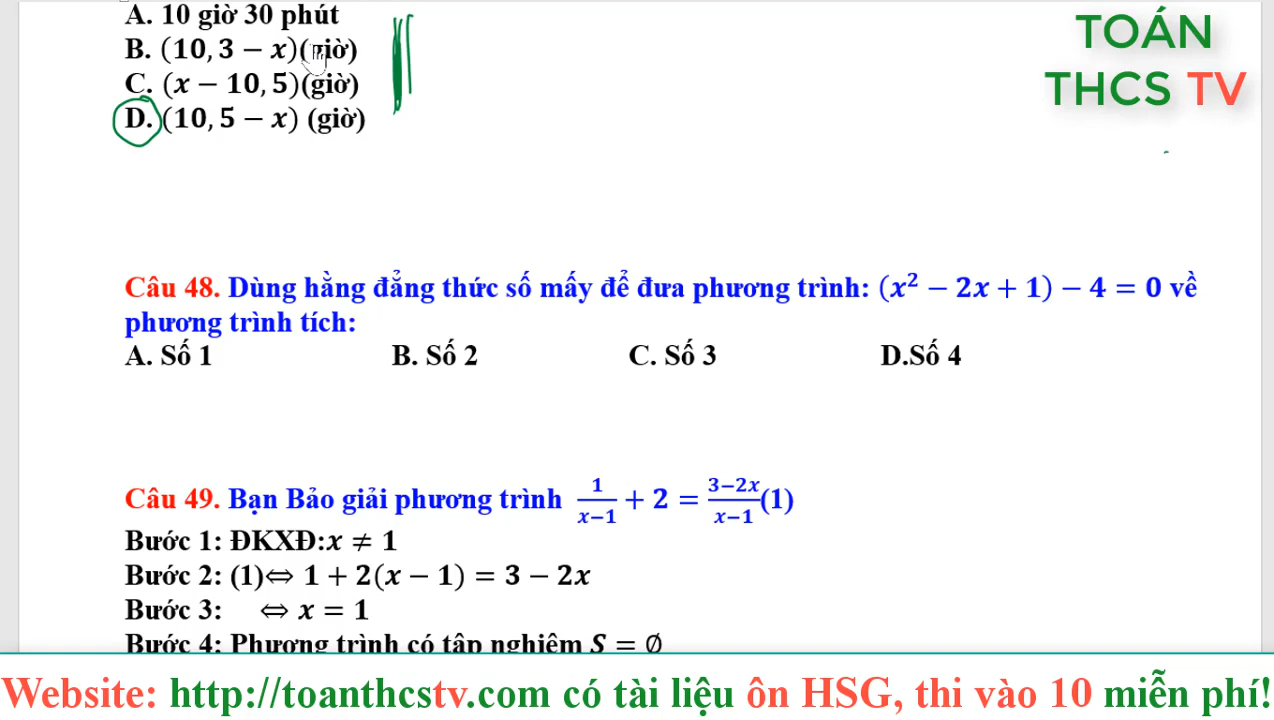 A. 10 giờ 30 phút
B. (10, 3 − x)(giờ)
C. (x − 10, 5)(giờ)
D. (10, 5 − x) (giờ)
TOÁN
THCS TV
Câu 48. Dùng hằng đẳng thức số mấy để đưa phương trình: (x² − 2x + 1) − 4 = 0 về
phương trình tích:
A. Số 1 B. Số 2 C. Số 3 D.Số 4
Câu 49. Bạn Bảo giải phương trình 1/(x−1) + 2 = (3−2x)/(x−1) (1)
Bước 1: ĐKXĐ:x ≠ 1
Bước 2: (1)⇔ 1 + 2(x − 1) = 3 − 2x
Bước 3: ⇔ x = 1
Bước 4: Phương trình có tập nghiệm S = ∅
Website: http://toanthcstv.com có tài liệu ôn HSG, thi vào 10 miễn phí!